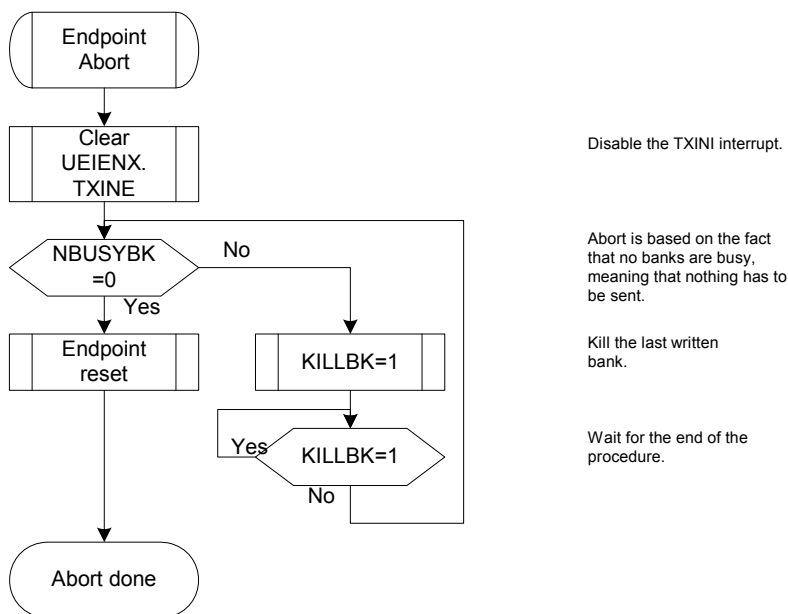 Endpoint
Abort
Clear
UEIENX.
TXINE
Disable the TXINI interrupt.
NBUSYBK
=0
No
Yes
Abort is based on the fact
that no banks are busy,
meaning that nothing has to
be sent.
Endpoint
reset
KILLBK=1
Kill the last written
bank.
Yes
KILLBK=1
No
Wait for the end of the
procedure.
Abort done